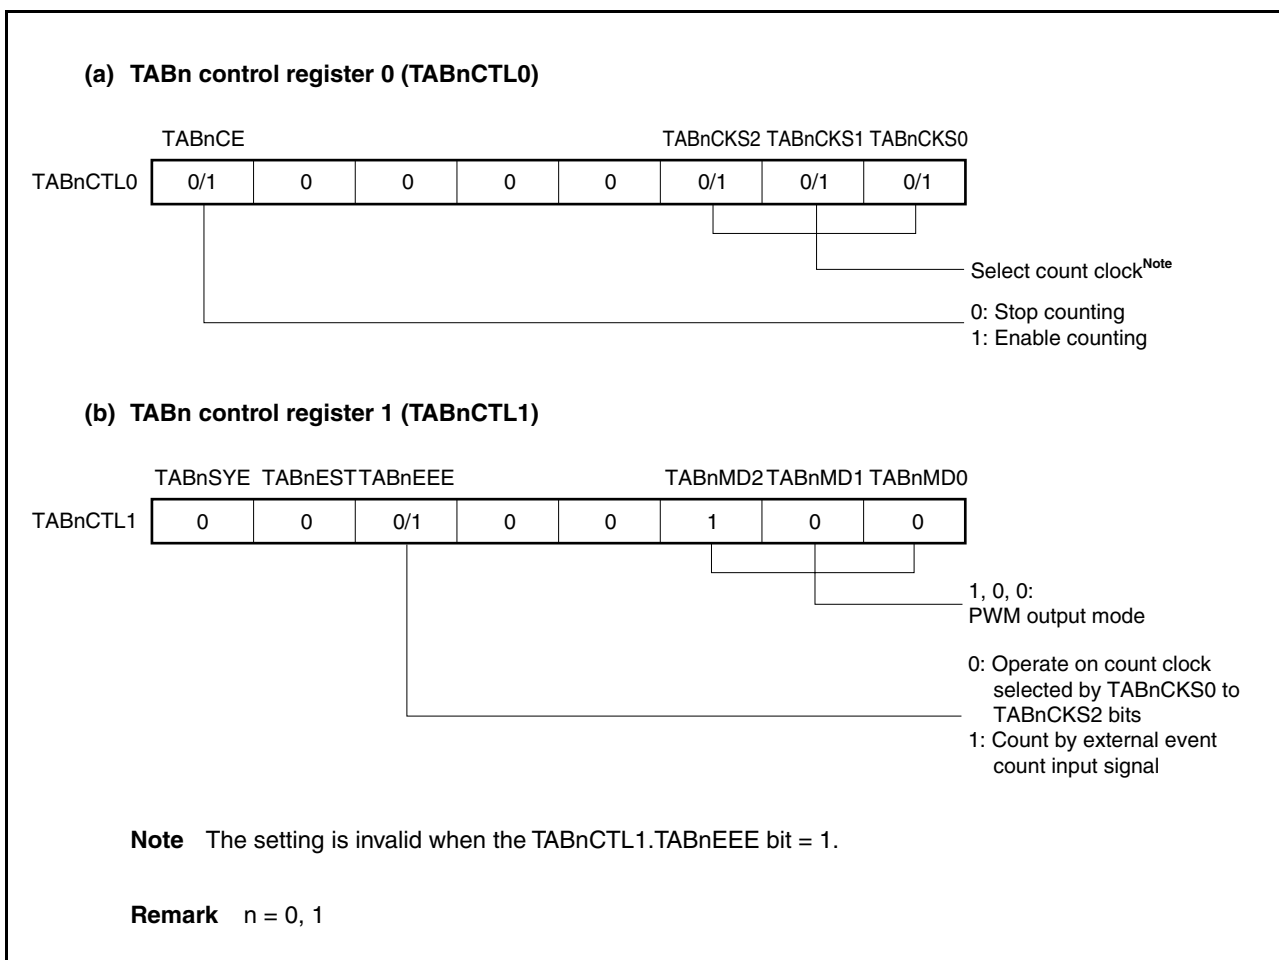 (a) TABn control register 0 (TABnCTL0)
TABnCE TABnCKS2 TABnCKS1 TABnCKS0
TABnCTL0 0/1 0 0 0 0 0/1 0/1 0/1
Select count clockNote
0: Stop counting
1: Enable counting
(b) TABn control register 1 (TABnCTL1)
TABnSYE TABnEST TABnEEE TABnMD2 TABnMD1 TABnMD0
TABnCTL1 0 0 0/1 0 0 1 0 0
1, 0, 0:
PWM output mode
0: Operate on count clock
selected by TABnCKS0 to
TABnCKS2 bits
1: Count by external event
count input signal
Note The setting is invalid when the TABnCTL1.TABnEEE bit = 1.
Remark n = 0, 1